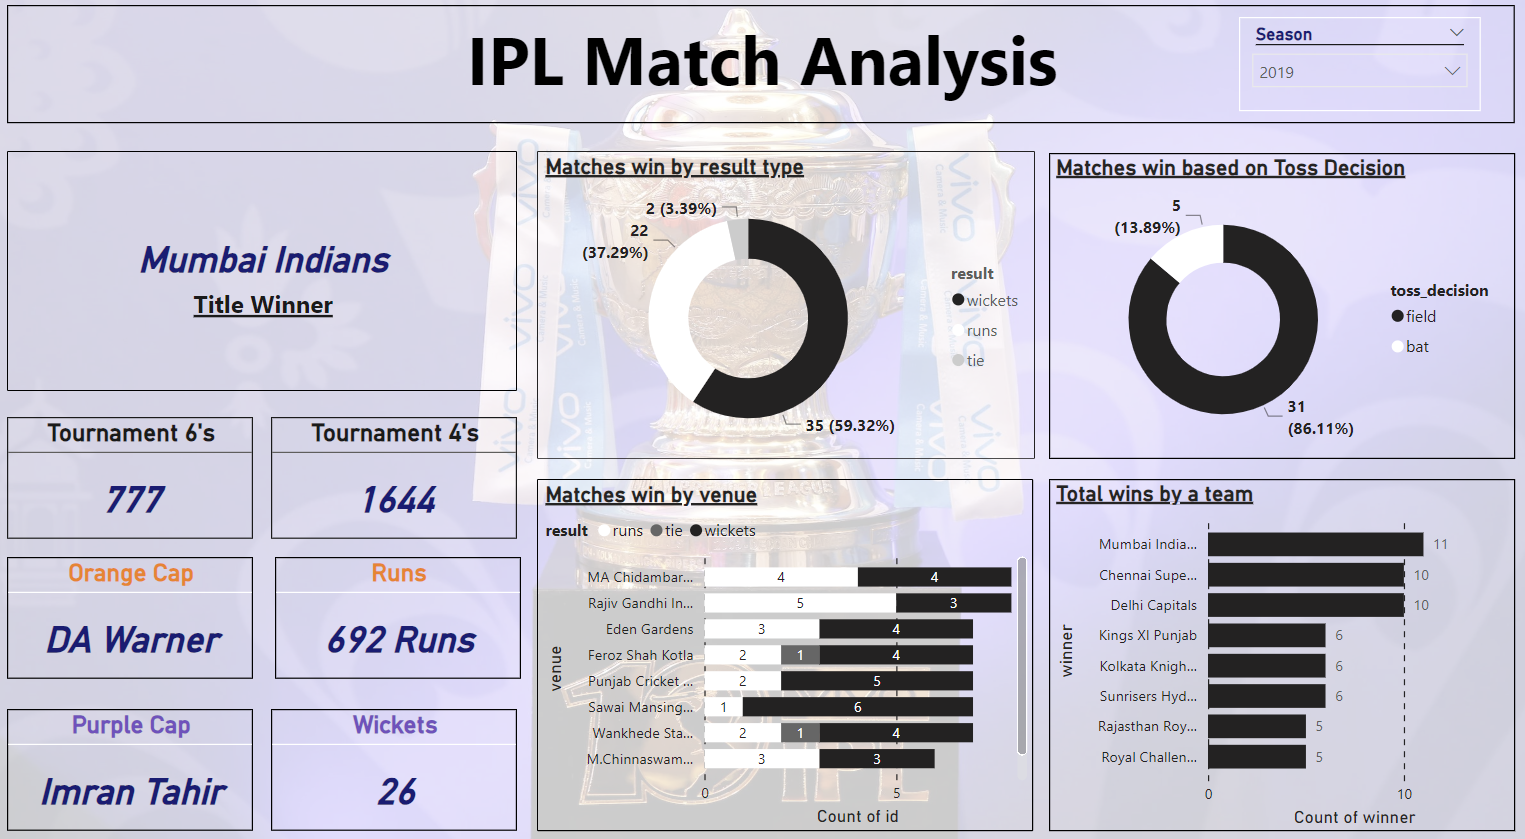 IPL Match Analysis
Season
2019
Mumbai Indians
Title Winner
Tournament 6's
777
Tournament 4's
1644
Orange Cap
DA Warner
Runs
692 Runs
Purple Cap
Imran Tahir
Wickets
26
Matches win by result type
2 (3.39%)
22
(37.29%)
35 (59.32%)
result
wickets
runs
tie
Matches win based on Toss Decision
5
(13.89%)
31
(86.11%)
toss_decision
field
bat
Matches win by venue
result runs tie wickets
venue
MA Chidambar... 4 4
Rajiv Gandhi In... 5 3
Eden Gardens 3 4
Feroz Shah Kotla 2 1 4
Punjab Cricket ... 2 5
Sawai Mansing... 1 6
Wankhede Sta... 2 1 4
M.Chinnaswam... 3 3
0 5
Count of id
Total wins by a team
winner
Mumbai India... 11
Chennai Supe... 10
Delhi Capitals 10
Kings XI Punjab 6
Kolkata Knigh... 6
Sunrisers Hyd... 6
Rajasthan Roy... 5
Royal Challen... 5
0 10
Count of winner
vivo
vivo
vivo
vivo
vivo
vivo